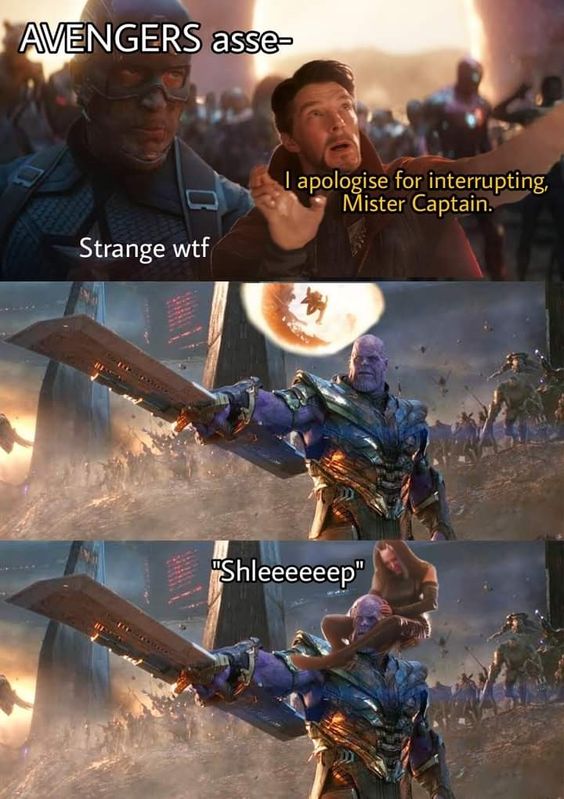 AVENGERS asse-
I apologise for interrupting,
Mister Captain.
Strange wtf
"Shleeeeeep"